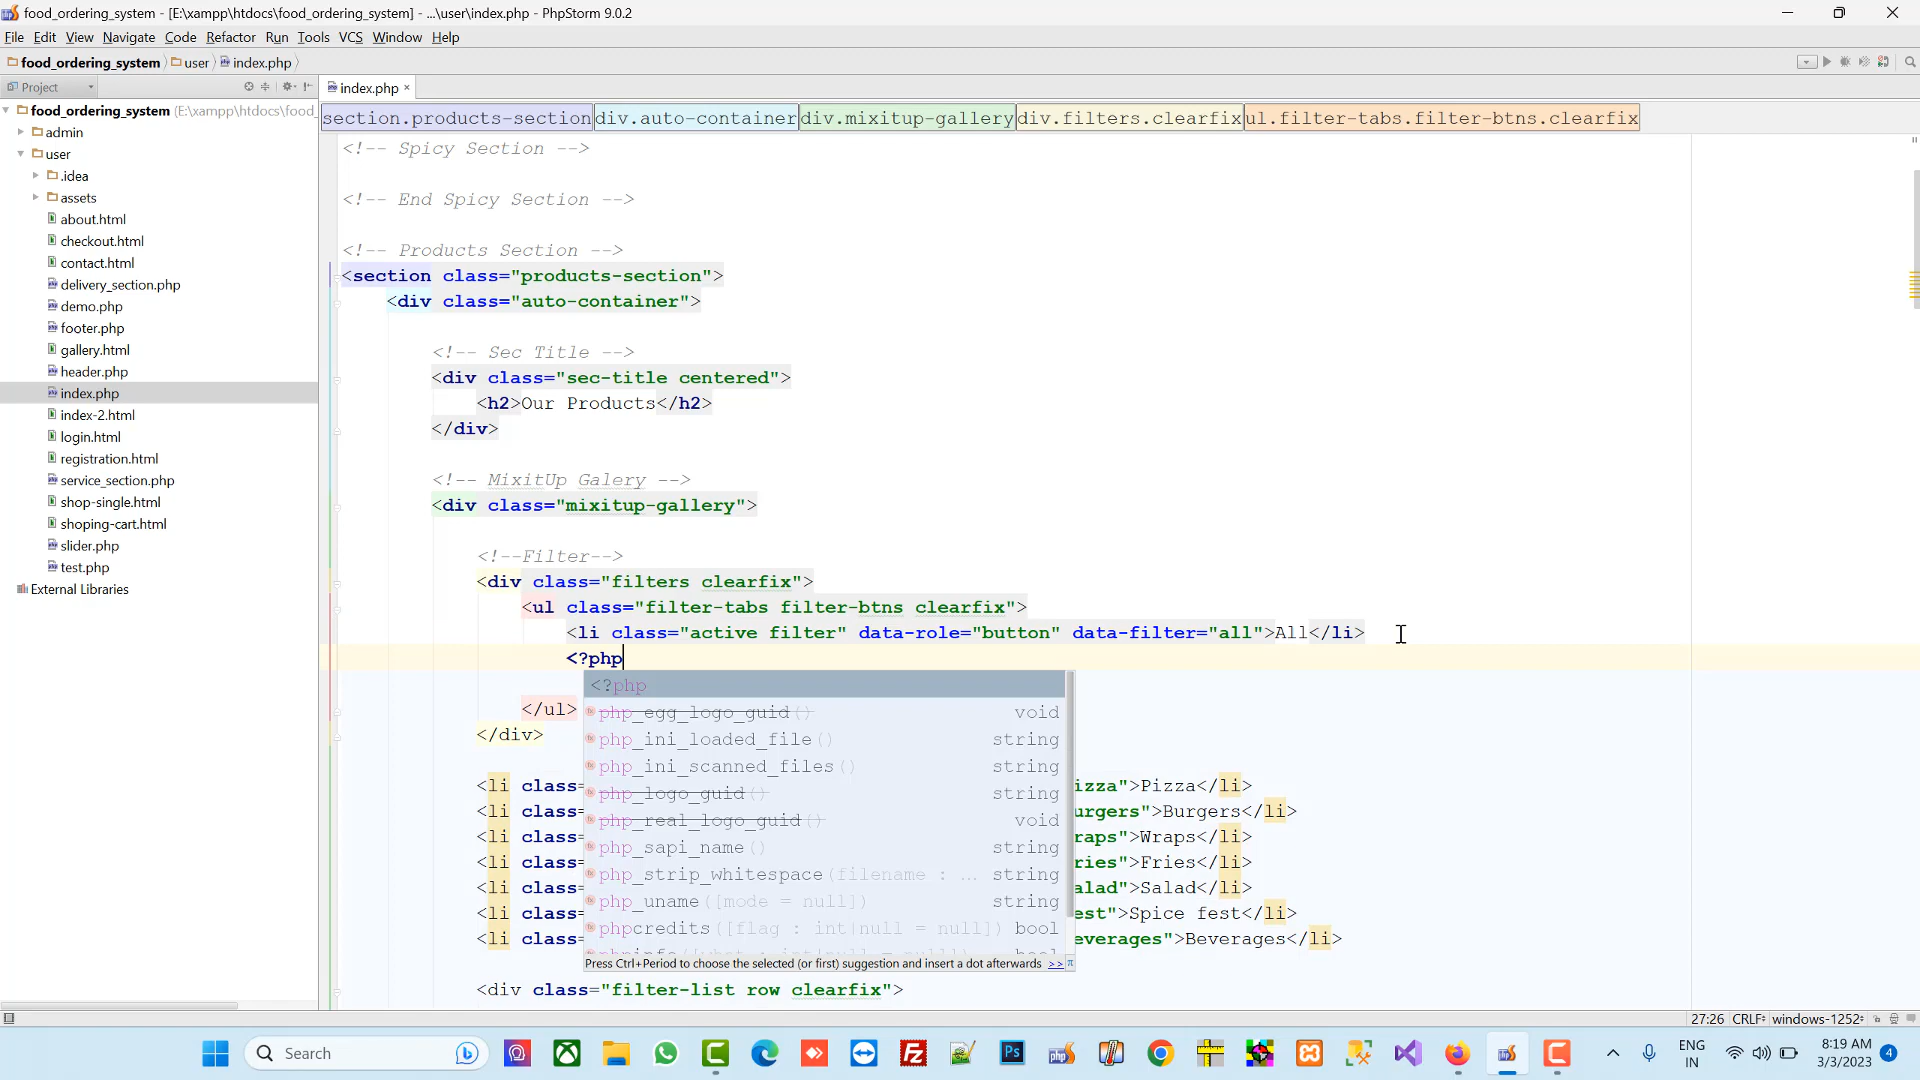 food_ordering_system - [E:\xampp\htdocs\food_ordering_system] - ...\user\index.php - PhpStorm 9.0.2
File Edit View Navigate Code Refactor Run Tools VCS Window Help
food_ordering_system user index.php
Project
index.php
food_ordering_system (E:\xampp\htdocs\food_
section.products-section div.auto-container div.mixitup-gallery div.filters.clearfix ul.filter-tabs.filter-btns.clearfix
admin
user
.idea
assets
about.html
checkout.html
contact.html
delivery_section.php
demo.php
footer.php
gallery.html
header.php
index.php
index-2.html
login.html
registration.html
service_section.php
shop-single.html
shoping-cart.html
slider.php
test.php
External Libraries
<!-- Spicy Section -->
<!-- End Spicy Section -->
<!-- Products Section -->
<section class="products-section">
<div class="auto-container">
<!-- Sec Title -->
<div class="sec-title centered">
<h2>Our Products</h2>
</div>
<!-- MixitUp Galery -->
<div class="mixitup-gallery">
<!--Filter-->
<div class="filters clearfix">
<ul class="filter-tabs filter-btns clearfix">
<li class="active filter" data-role="button" data-filter="all">All</li>
<?php
</ul>
</div>
<?php
php_egg_logo_guid() void
php_ini_loaded_file() string
php_ini_scanned_files() string
php_logo_guid() string
php_real_logo_guid() void
php_sapi_name() string
php_strip_whitespace(filename : ... string
php_uname([mode = null]) string
phpcredits([flag : int|null = null]) bool
Press Ctrl+Period to choose the selected (or first) suggestion and insert a dot afterwards >>
<li class= izza">Pizza</li>
<li class= urgers">Burgers</li>
<li class= raps">Wraps</li>
<li class= ries">Fries</li>
<li class= alad">Salad</li>
<li class= est">Spice fest</li>
<li class= everages">Beverages</li>
<div class="filter-list row clearfix">
27:26 CRLF windows-1252
Search
ENG
IN
8:19 AM
3/3/2023
4